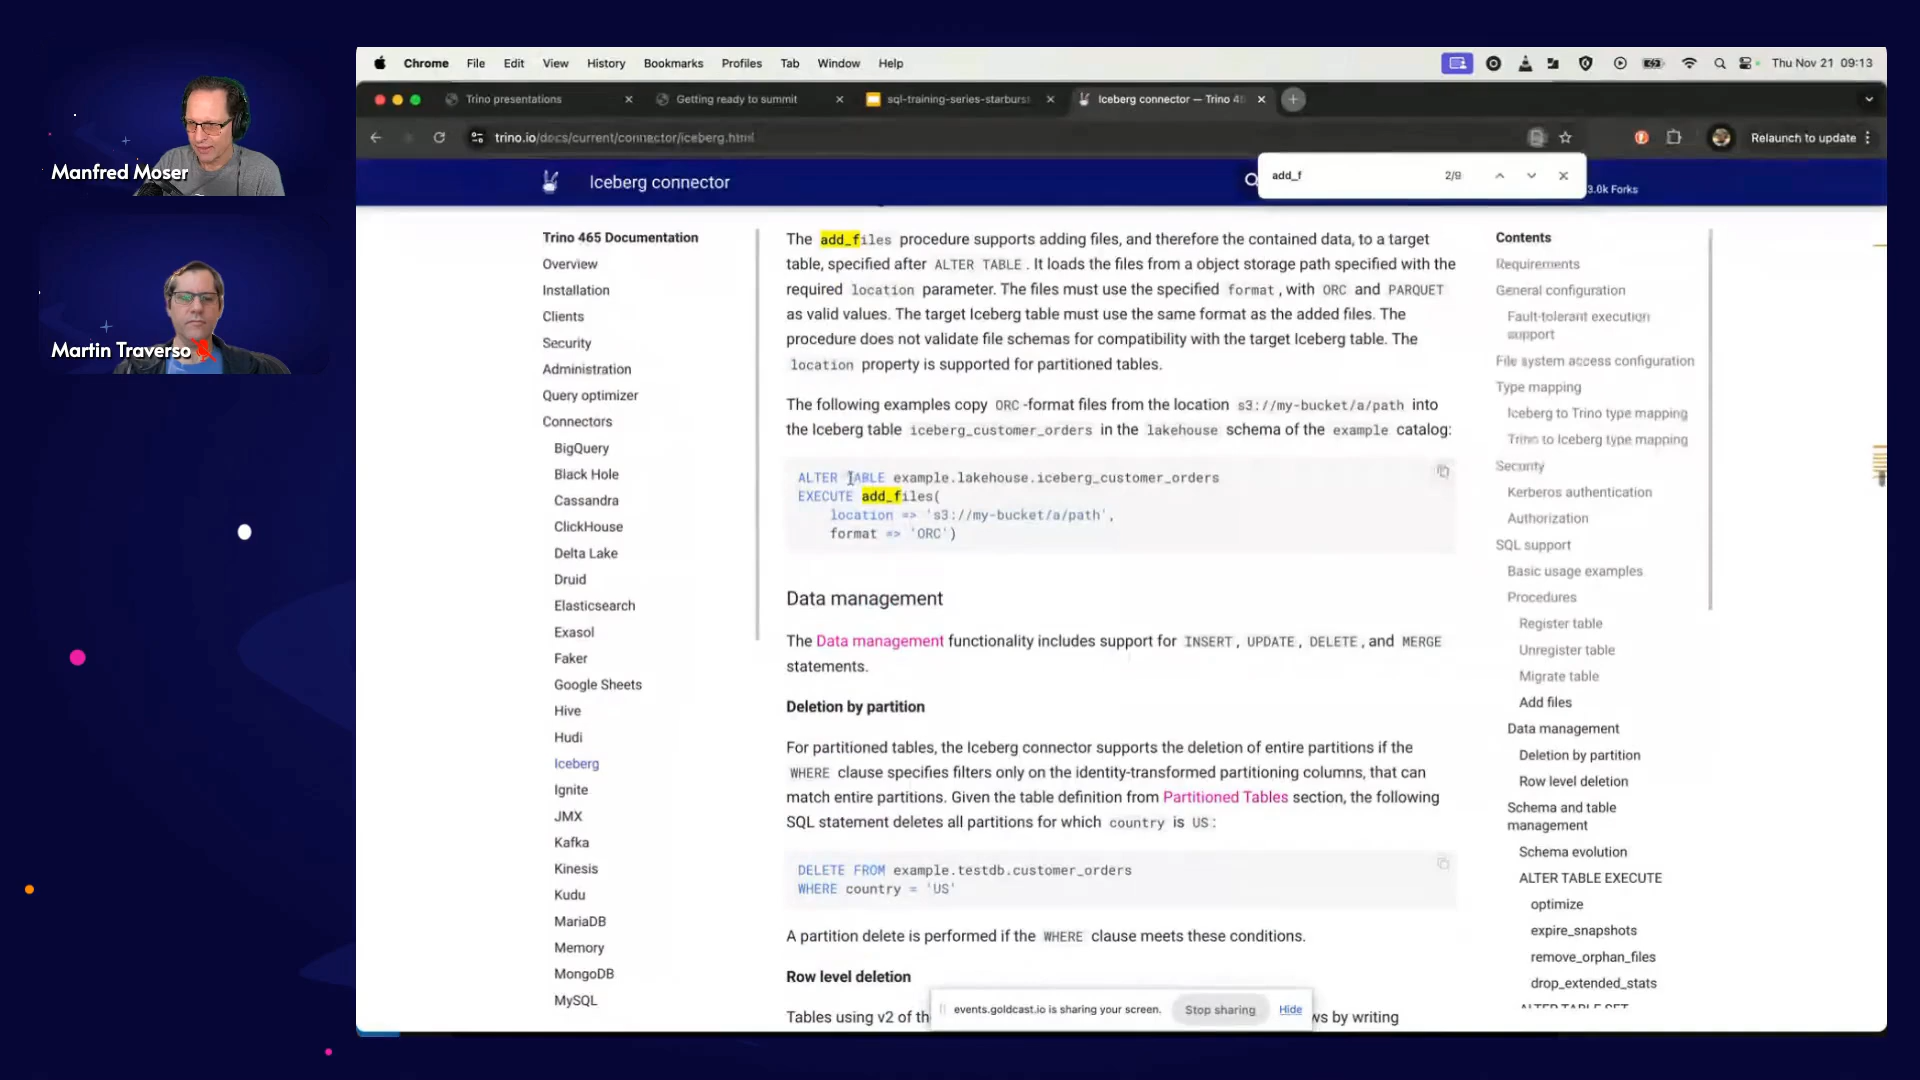 Manfred Moser
Martin Traverso
Chrome File Edit View History Bookmarks Profiles Tab Window Help
Thu Nov 21 09:13
Trino presentations
Getting ready to summit
sql-training-series-starburst
Iceberg connector — Trino 4
trino.io/docs/current/connector/iceberg.html
Relaunch to update
add_f 2/9
Iceberg connector
3.0k Forks
Trino 465 Documentation
Overview
Installation
Clients
Security
Administration
Query optimizer
Connectors
BigQuery
Black Hole
Cassandra
ClickHouse
Delta Lake
Druid
Elasticsearch
Exasol
Faker
Google Sheets
Hive
Hudi
Iceberg
Ignite
JMX
Kafka
Kinesis
Kudu
MariaDB
Memory
MongoDB
MySQL
The add_files procedure supports adding files, and therefore the contained data, to a target
table, specified after ALTER TABLE. It loads the files from a object storage path specified with the
required location parameter. The files must use the specified format, with ORC and PARQUET
as valid values. The target Iceberg table must use the same format as the added files. The
procedure does not validate file schemas for compatibility with the target Iceberg table. The
location property is supported for partitioned tables.
The following examples copy ORC-format files from the location s3://my-bucket/a/path into
the Iceberg table iceberg_customer_orders in the lakehouse schema of the example catalog:
ALTER TABLE example.lakehouse.iceberg_customer_orders
EXECUTE add_files(
location => 's3://my-bucket/a/path',
format => 'ORC')
Data management
The Data management functionality includes support for INSERT, UPDATE, DELETE, and MERGE
statements.
Deletion by partition
For partitioned tables, the Iceberg connector supports the deletion of entire partitions if the
WHERE clause specifies filters only on the identity-transformed partitioning columns, that can
match entire partitions. Given the table definition from Partitioned Tables section, the following
SQL statement deletes all partitions for which country is US:
DELETE FROM example.testdb.customer_orders
WHERE country = 'US'
A partition delete is performed if the WHERE clause meets these conditions.
Row level deletion
Tables using v2 of th
ws by writing
events.goldcast.io is sharing your screen. Stop sharing Hide
Contents
Requirements
General configuration
Fault-tolerant execution
support
File system access configuration
Type mapping
Iceberg to Trino type mapping
Trino to Iceberg type mapping
Security
Kerberos authentication
Authorization
SQL support
Basic usage examples
Procedures
Register table
Unregister table
Migrate table
Add files
Data management
Deletion by partition
Row level deletion
Schema and table
management
Schema evolution
ALTER TABLE EXECUTE
optimize
expire_snapshots
remove_orphan_files
drop_extended_stats
ALTER TABLE SET